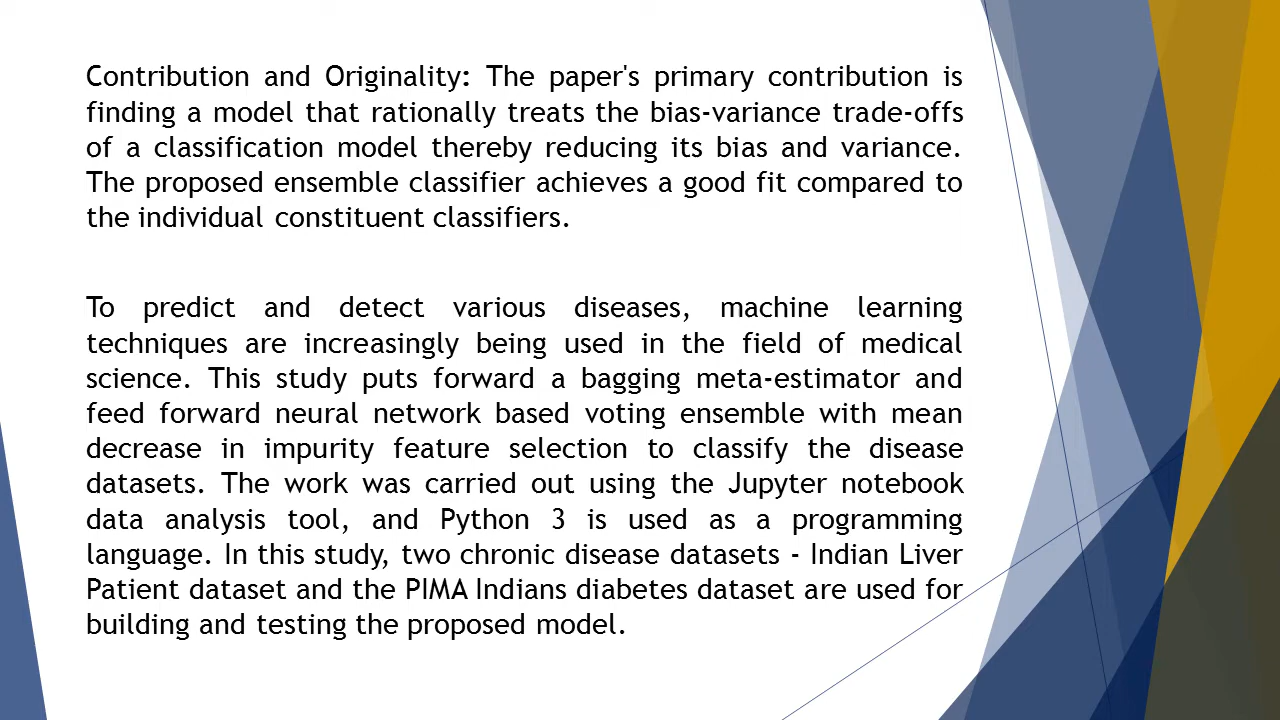 Contribution and Originality: The paper's primary contribution is
finding a model that rationally treats the bias-variance trade-offs
of a classification model thereby reducing its bias and variance.
The proposed ensemble classifier achieves a good fit compared to
the individual constituent classifiers.
To predict and detect various diseases, machine learning
techniques are increasingly being used in the field of medical
science. This study puts forward a bagging meta-estimator and
feed forward neural network based voting ensemble with mean
decrease in impurity feature selection to classify the disease
datasets. The work was carried out using the Jupyter notebook
data analysis tool, and Python 3 is used as a programming
language. In this study, two chronic disease datasets - Indian Liver
Patient dataset and the PIMA Indians diabetes dataset are used for
building and testing the proposed model.